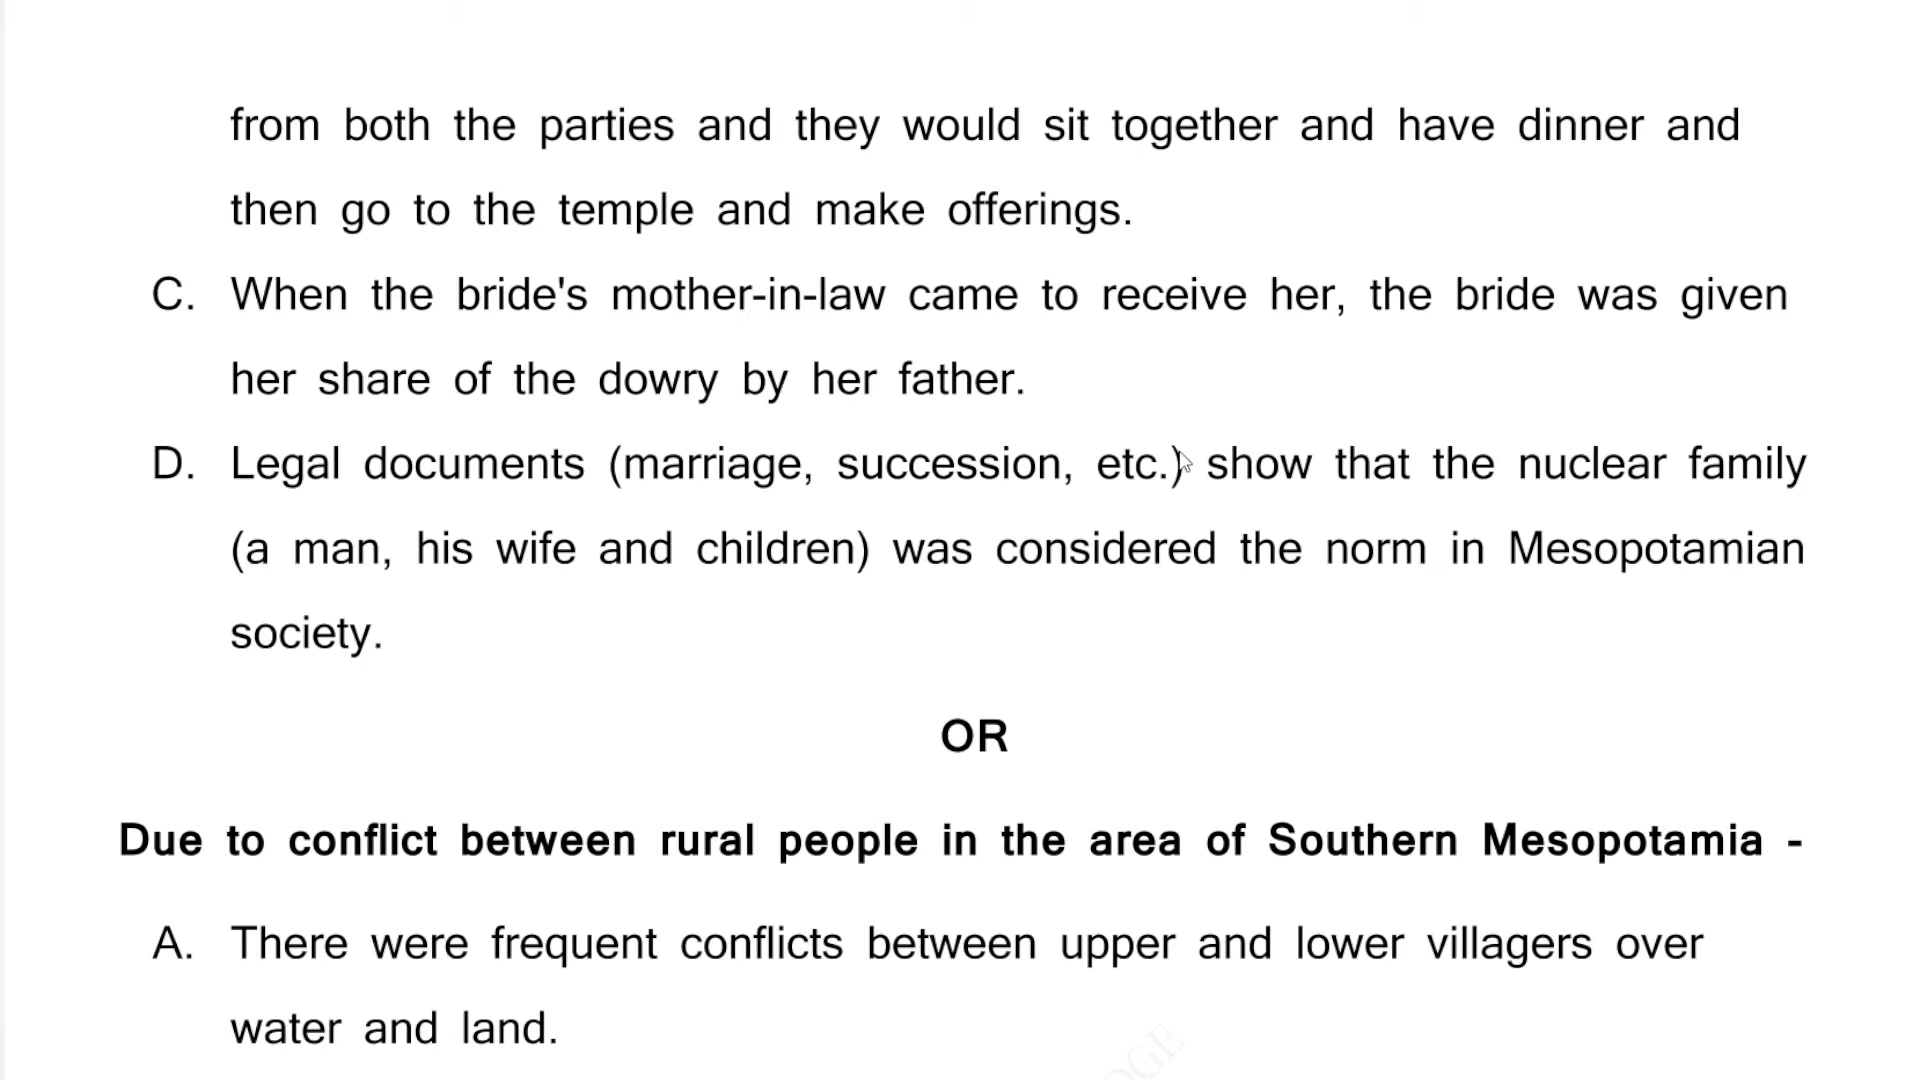 from both the parties and they would sit together and have dinner and
then go to the temple and make offerings.
C. When the bride's mother-in-law came to receive her, the bride was given
her share of the dowry by her father.
D. Legal documents (marriage, succession, etc.) show that the nuclear family
(a man, his wife and children) was considered the norm in Mesopotamian
society.
OR
Due to conflict between rural people in the area of Southern Mesopotamia -
A. There were frequent conflicts between upper and lower villagers over
water and land.